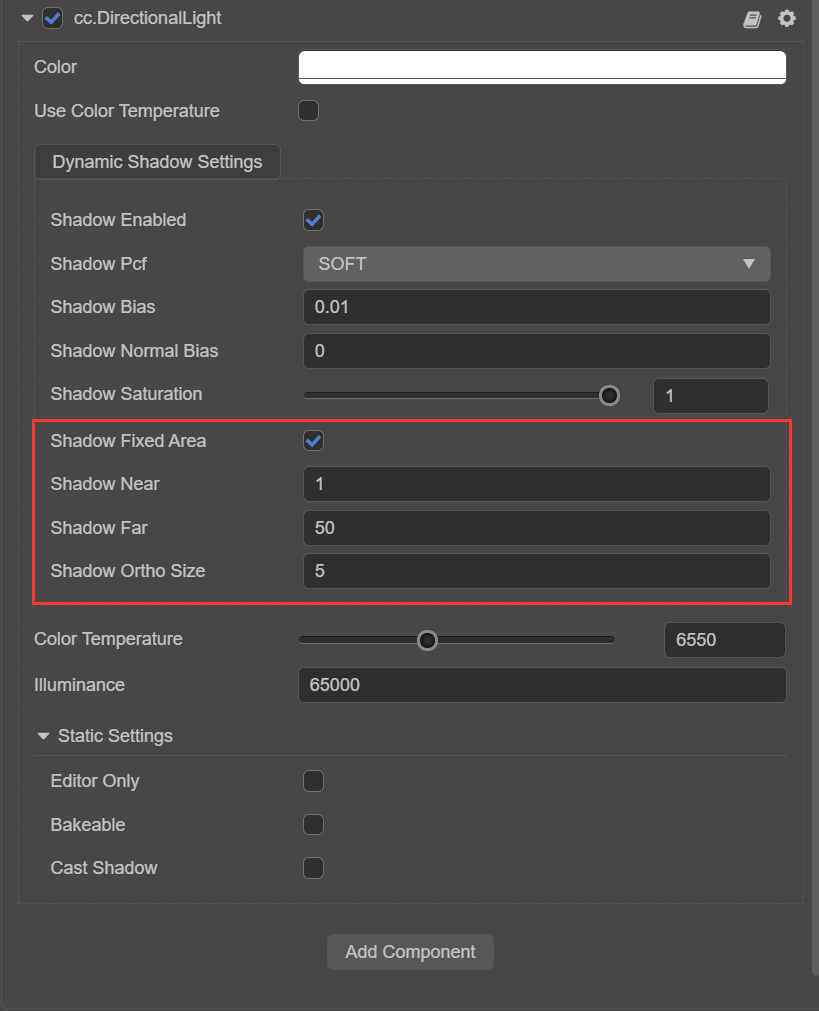 cc.DirectionalLight
Color
Use Color Temperature
Dynamic Shadow Settings
Shadow Enabled
Shadow Pcf SOFT
Shadow Bias 0.01
Shadow Normal Bias 0
Shadow Saturation 1
Shadow Fixed Area
Shadow Near 1
Shadow Far 50
Shadow Ortho Size 5
Color Temperature 6550
Illuminance 65000
Static Settings
Editor Only
Bakeable
Cast Shadow
Add Component